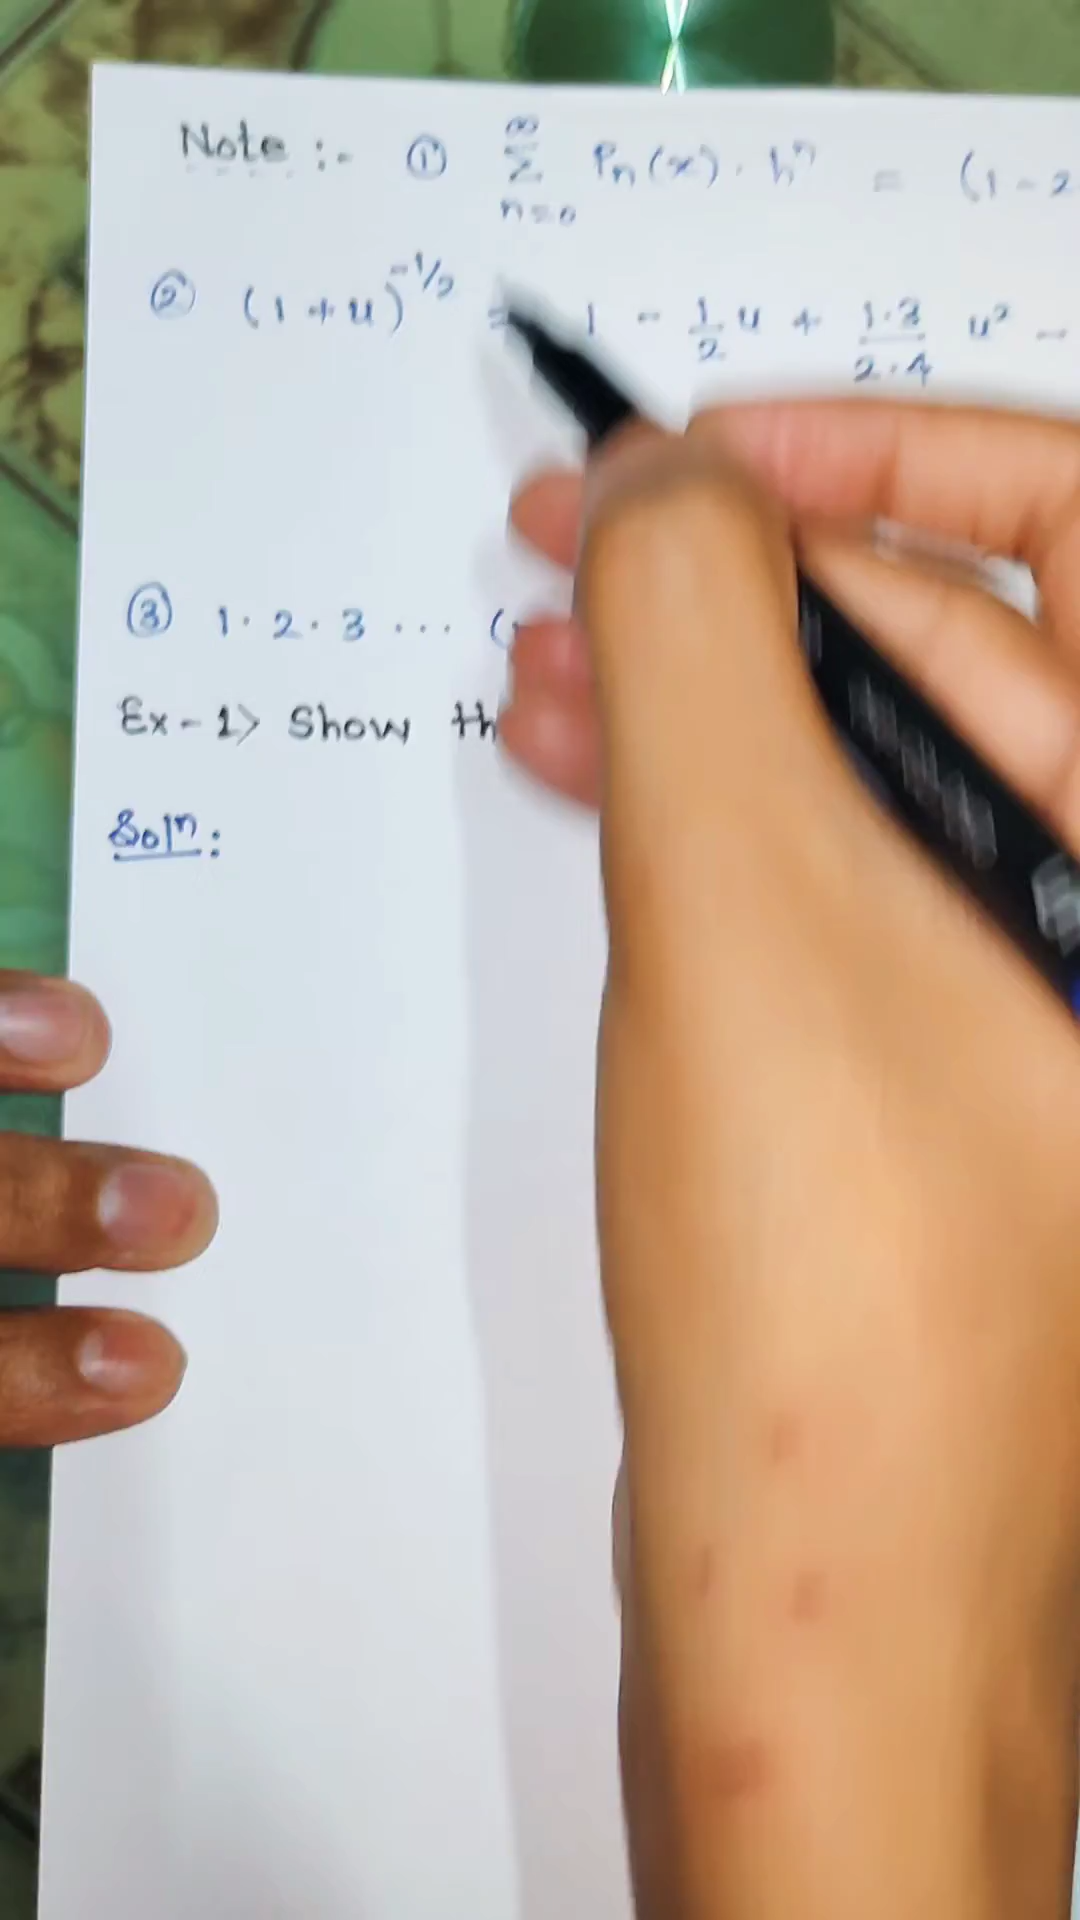 Note :- ① ∞ Σ n=0 Pn(x) . hⁿ = (1 - 2
② (1 + u)^-1/2 = 1 - 1/2 u + 1·3/2·4 u² -
③ 1 · 2 · 3 ... (
Ex - 1> Show th
Solⁿ: